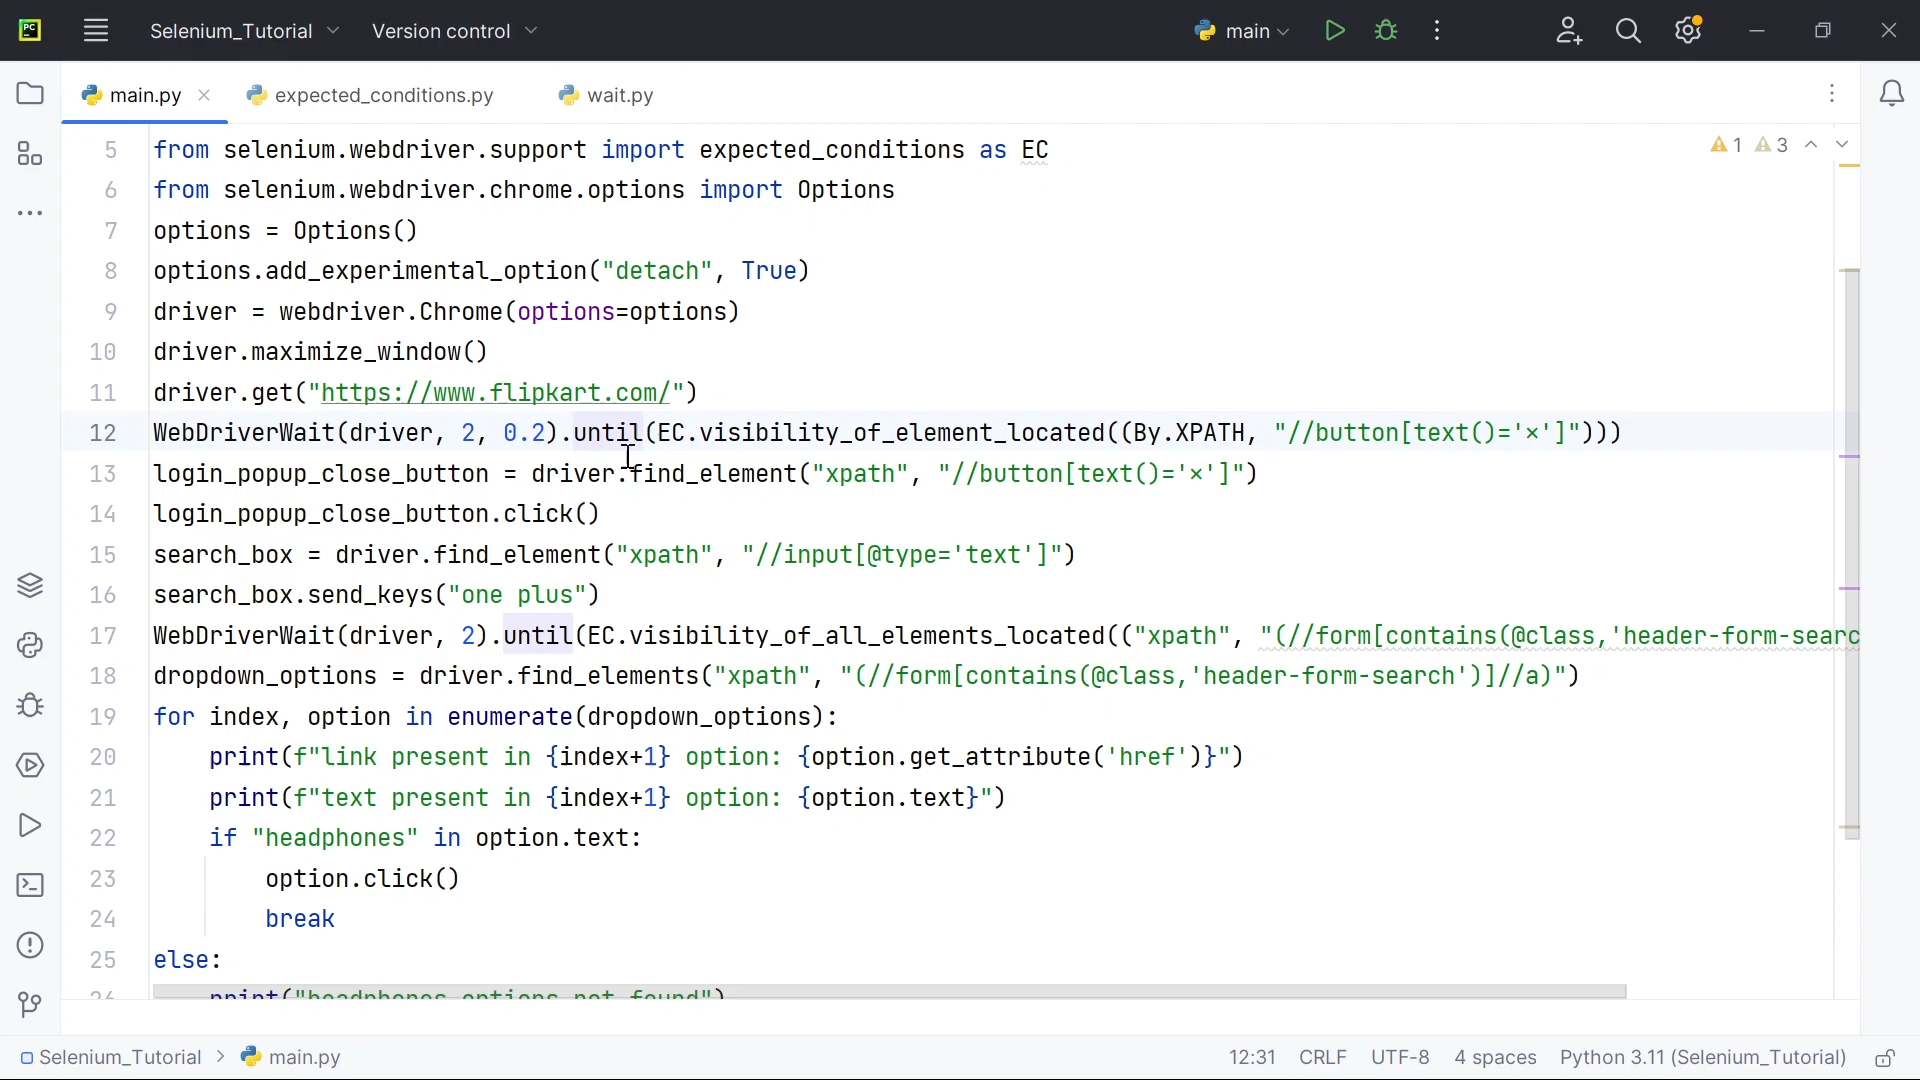 PC Selenium_Tutorial Version control main
main.py expected_conditions.py wait.py
5 from selenium.webdriver.support import expected_conditions as EC
1 3
6 from selenium.webdriver.chrome.options import Options
7 options = Options()
8 options.add_experimental_option("detach", True)
9 driver = webdriver.Chrome(options=options)
10 driver.maximize_window()
11 driver.get("https://www.flipkart.com/")
12 WebDriverWait(driver, 2, 0.2).until(EC.visibility_of_element_located((By.XPATH, "//button[text()='×']")))
13 login_popup_close_button = driver.find_element("xpath", "//button[text()='×']")
14 login_popup_close_button.click()
15 search_box = driver.find_element("xpath", "//input[@type='text']")
16 search_box.send_keys("one plus")
17 WebDriverWait(driver, 2).until(EC.visibility_of_all_elements_located(("xpath", "(//form[contains(@class,'header-form-searc
18 dropdown_options = driver.find_elements("xpath", "(//form[contains(@class,'header-form-search')]//a)")
19 for index, option in enumerate(dropdown_options):
20 print(f"link present in {index+1} option: {option.get_attribute('href')}")
21 print(f"text present in {index+1} option: {option.text}")
22 if "headphones" in option.text:
23 option.click()
24 break
25 else:
26 print("headphones options not found")
Selenium_Tutorial > main.py 12:31 CRLF UTF-8 4 spaces Python 3.11 (Selenium_Tutorial)